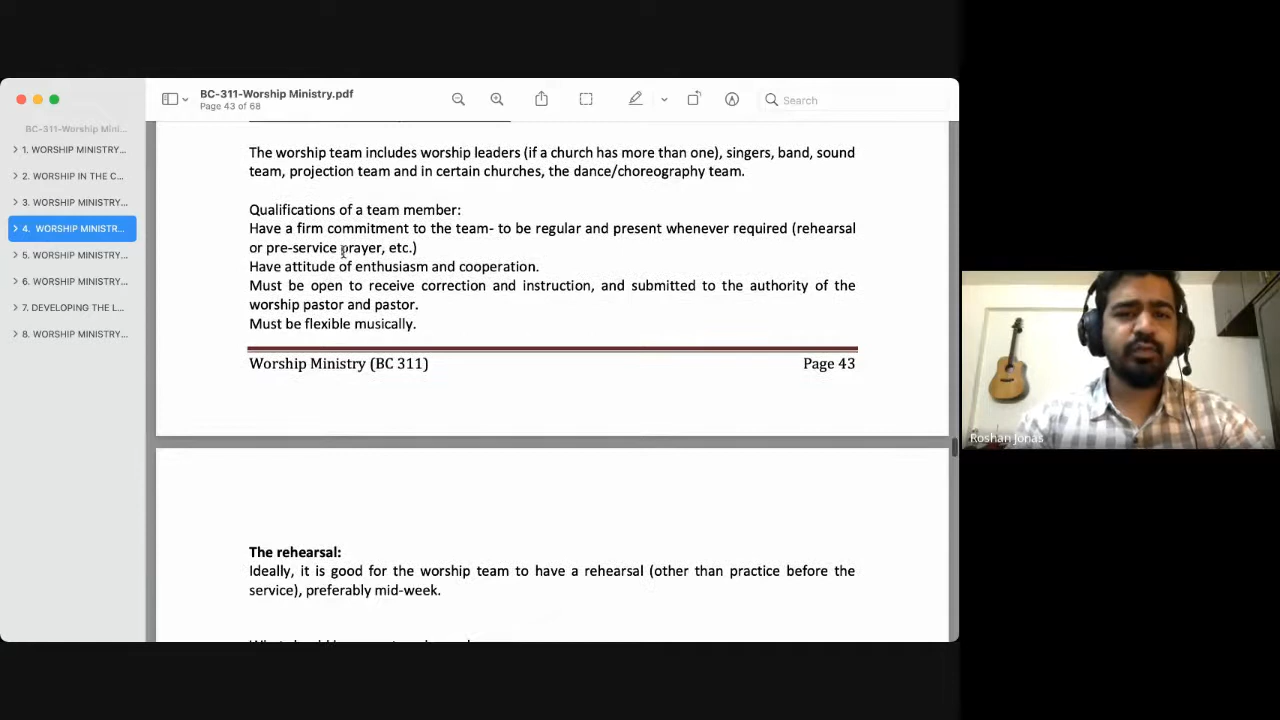 BC-311-Worship Ministry.pdf
Page 43 of 68
Search
BC-311-Worship Mini...
1. WORSHIP MINISTRY...
2. WORSHIP IN THE C...
3. WORSHIP MINISTRY...
4. WORSHIP MINISTR...
5. WORSHIP MINISTRY...
6. WORSHIP MINISTRY...
7. DEVELOPING THE L...
8. WORSHIP MINISTRY...
The worship team includes worship leaders (if a church has more than one), singers, band, sound
team, projection team and in certain churches, the dance/choreography team.
Qualifications of a team member:
Have a firm commitment to the team- to be regular and present whenever required (rehearsal
or pre-service prayer, etc.)
Have attitude of enthusiasm and cooperation.
Must be open to receive correction and instruction, and submitted to the authority of the
worship pastor and pastor.
Must be flexible musically.
Worship Ministry (BC 311) Page 43
The rehearsal:
Ideally, it is good for the worship team to have a rehearsal (other than practice before the
service), preferably mid-week.
Roshan Jonas